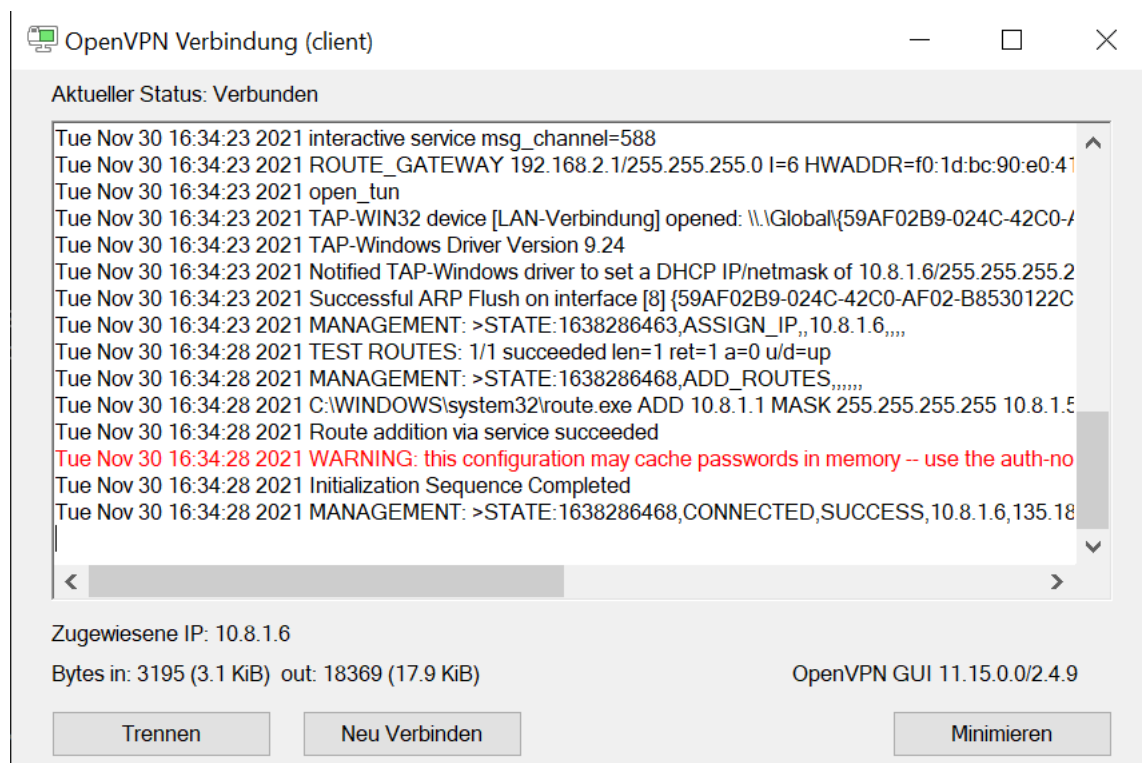 OpenVPN Verbindung (client)
Aktueller Status: Verbunden
Tue Nov 30 16:34:23 2021 interactive service msg_channel=588
Tue Nov 30 16:34:23 2021 ROUTE_GATEWAY 192.168.2.1/255.255.255.0 I=6 HWADDR=f0:1d:bc:90:e0:41
Tue Nov 30 16:34:23 2021 open_tun
Tue Nov 30 16:34:23 2021 TAP-WIN32 device [LAN-Verbindung] opened: \\.\Global\{59AF02B9-024C-42C0-A
Tue Nov 30 16:34:23 2021 TAP-Windows Driver Version 9.24
Tue Nov 30 16:34:23 2021 Notified TAP-Windows driver to set a DHCP IP/netmask of 10.8.1.6/255.255.255.2
Tue Nov 30 16:34:23 2021 Successful ARP Flush on interface [8] {59AF02B9-024C-42C0-AF02-B8530122C
Tue Nov 30 16:34:23 2021 MANAGEMENT: >STATE:1638286463,ASSIGN_IP,,10.8.1.6,,,,
Tue Nov 30 16:34:28 2021 TEST ROUTES: 1/1 succeeded len=1 ret=1 a=0 u/d=up
Tue Nov 30 16:34:28 2021 MANAGEMENT: >STATE:1638286468,ADD_ROUTES,,,,,,
Tue Nov 30 16:34:28 2021 C:\WINDOWS\system32\route.exe ADD 10.8.1.1 MASK 255.255.255.255 10.8.1.5
Tue Nov 30 16:34:28 2021 Route addition via service succeeded
Tue Nov 30 16:34:28 2021 WARNING: this configuration may cache passwords in memory -- use the auth-no
Tue Nov 30 16:34:28 2021 Initialization Sequence Completed
Tue Nov 30 16:34:28 2021 MANAGEMENT: >STATE:1638286468,CONNECTED,SUCCESS,10.8.1.6,135.18
Zugewiesene IP: 10.8.1.6
Bytes in: 3195 (3.1 KiB) out: 18369 (17.9 KiB) OpenVPN GUI 11.15.0.0/2.4.9
Trennen Neu Verbinden Minimieren